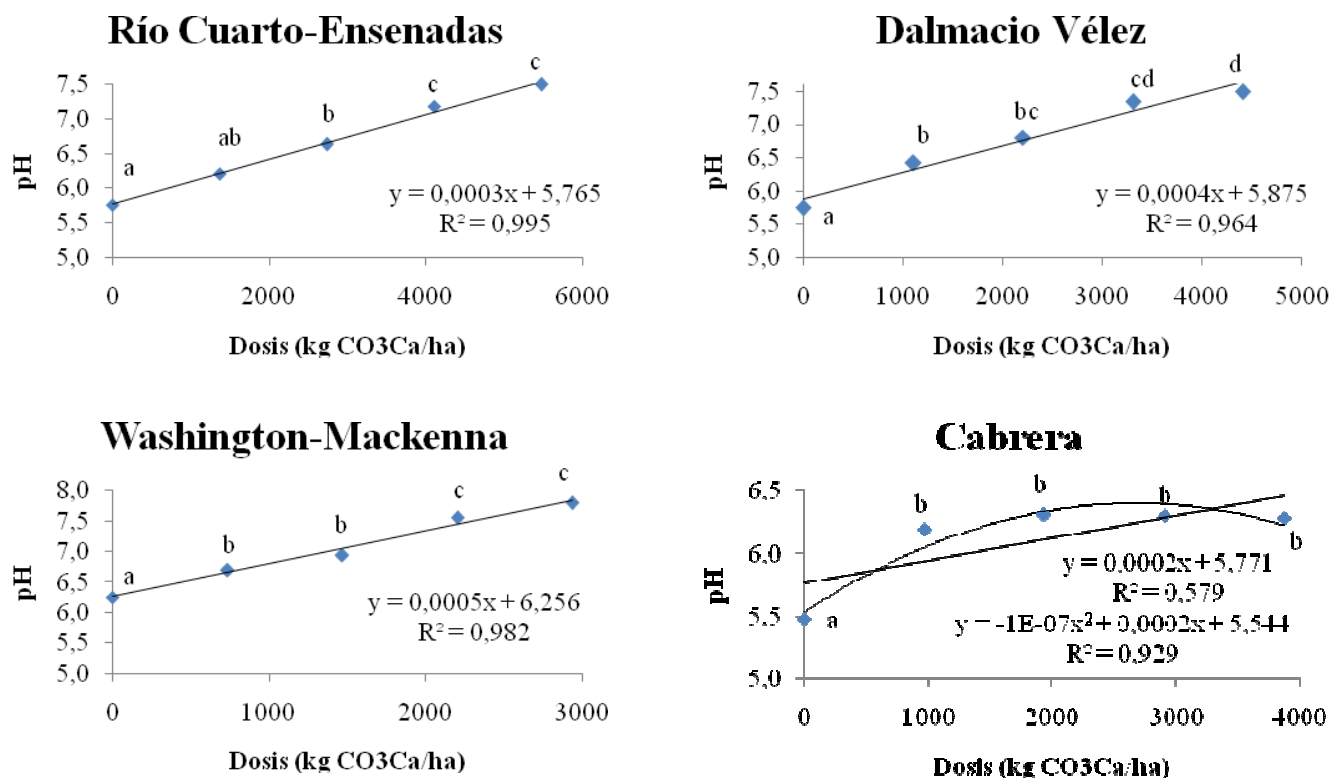 Río Cuarto-Ensenadas
c
7,5
c
7,0
b
ab
6,5
a
6,0
y = 0,0003x + 5,765
5,5
R² = 0,995
5,0
0 2000 4000 6000
pH
Dosis (kg CO3Ca/ha)
Dalmacio Vélez
d
cd
7,5
bc
7,0
b
6,5
6,0
y = 0,0004x + 5,875
5,5
a
R² = 0,964
5,0
0 1000 2000 3000 4000 5000
pH
Dosis (kg CO3Ca/ha)
Washington-Mackenna
8,0
c
c
7,5
b
b
7,0
a
6,5
6,0
y = 0,0005x + 6,256
5,5
R² = 0,982
5,0
0 1000 2000 3000
pH
Dosis (kg CO3Ca/ha)
Cabrera
6,5
b
b
b
b
6,0
y = 0,0002x + 5,771
R² = 0,579
5,5
a
y = -1E-07x² + 0,0002x + 5,544
R² = 0,929
5,0
0 1000 2000 3000 4000
pH
Dosis (kg CO3Ca/ha)